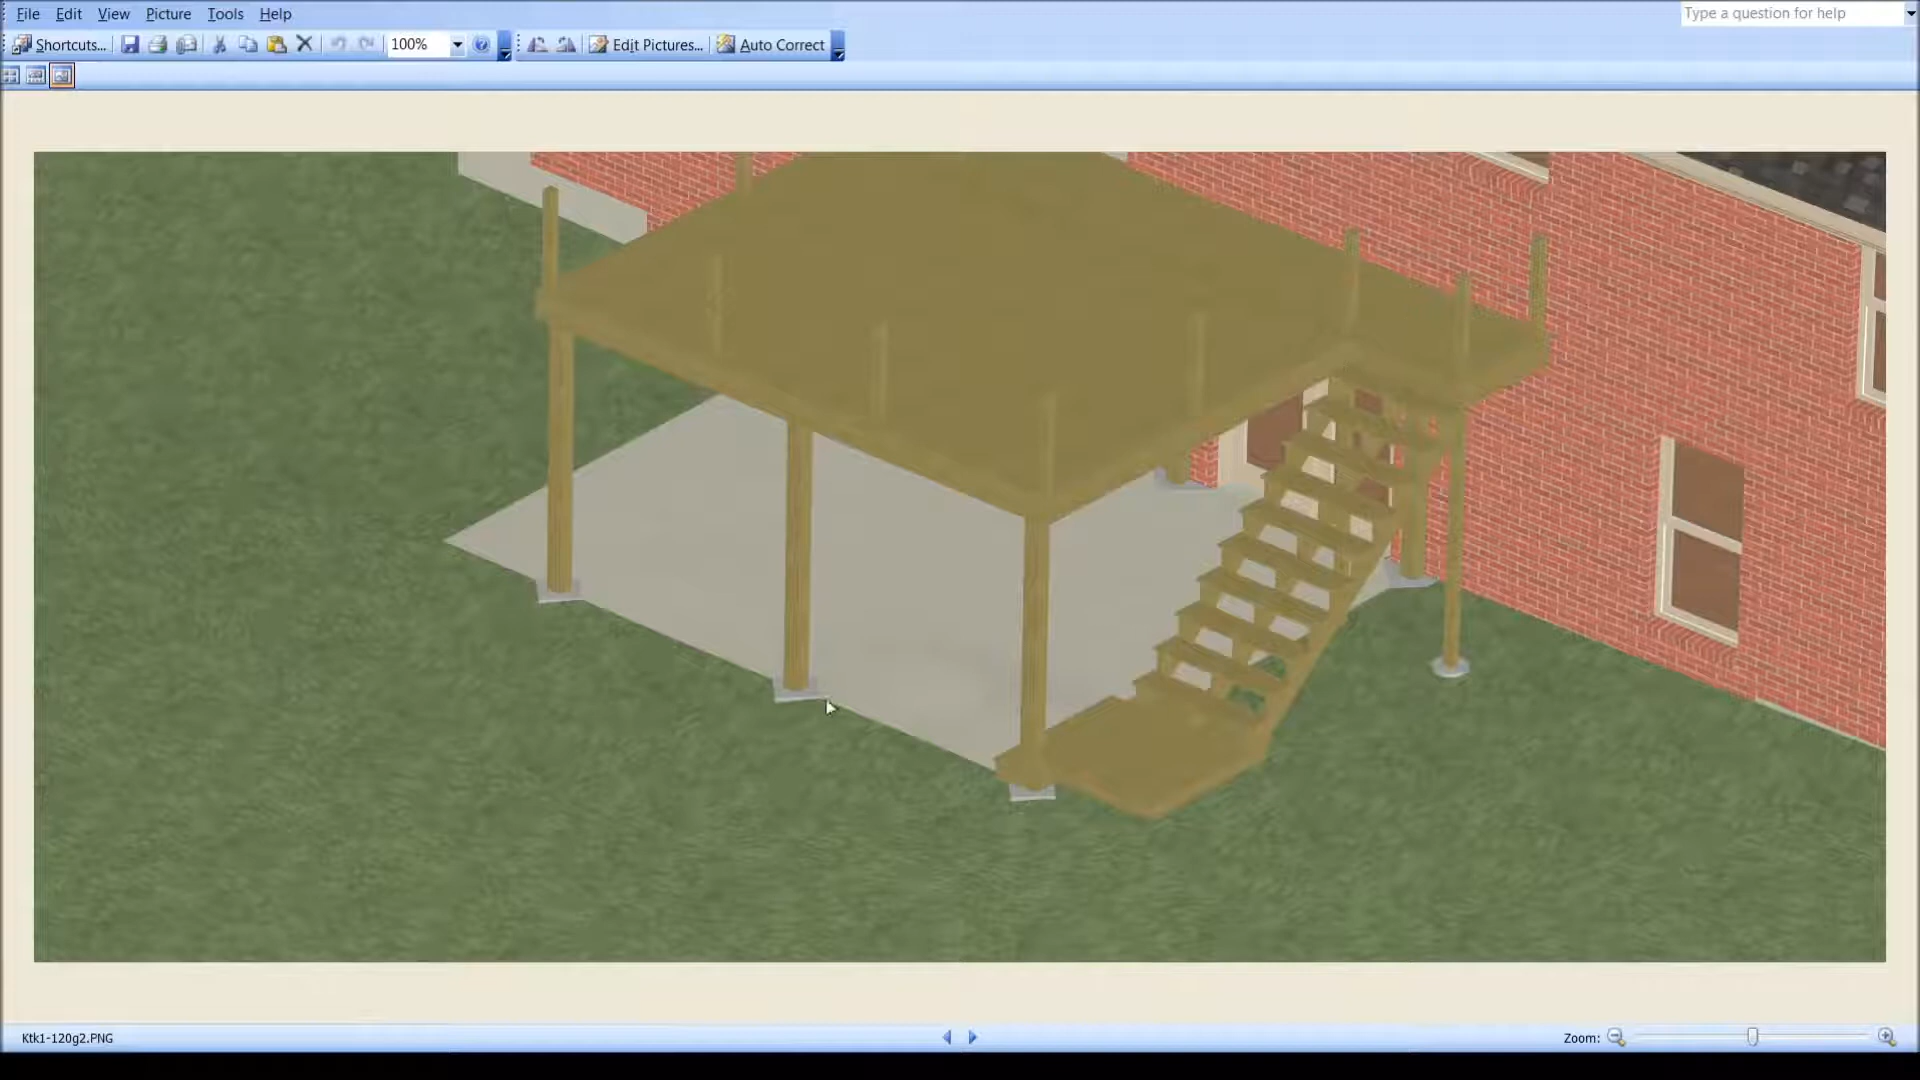 File Edit View Picture Tools Help
Type a question for help
Shortcuts... 100% Edit Pictures... Auto Correct
Ktk1-120g2.PNG
Zoom: